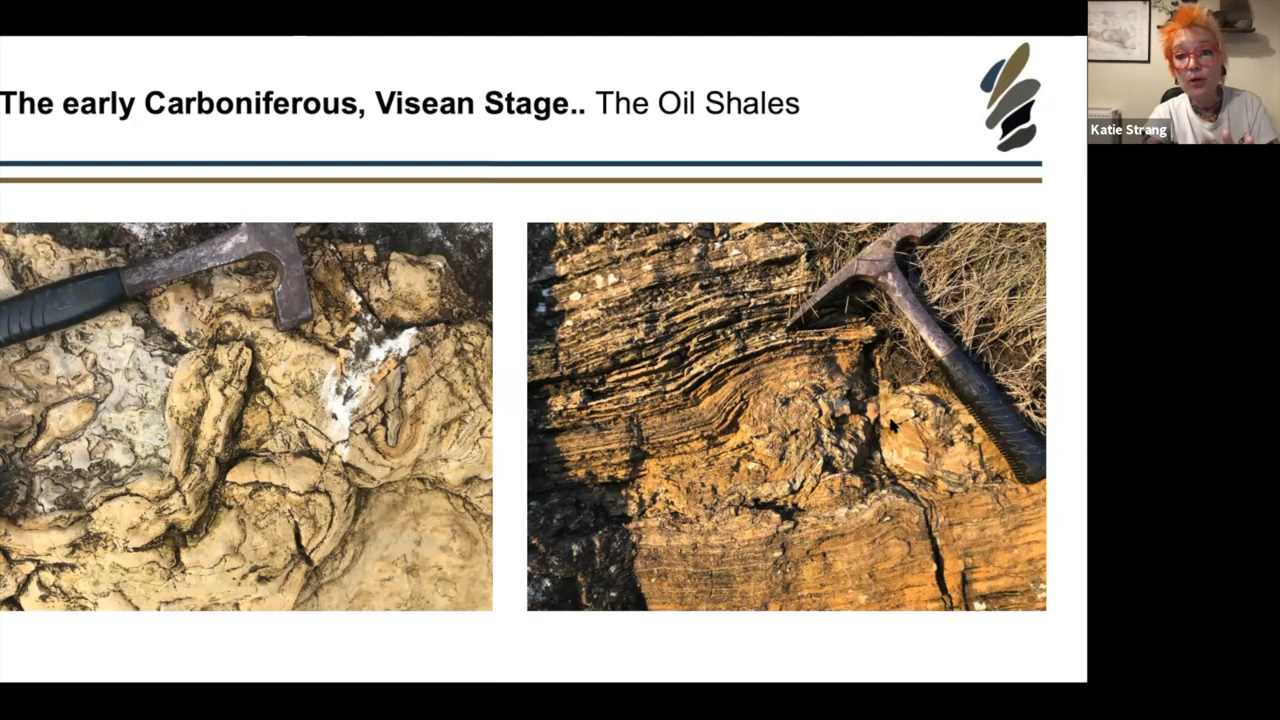 The early Carboniferous, Visean Stage.. The Oil Shales
Katie Strang